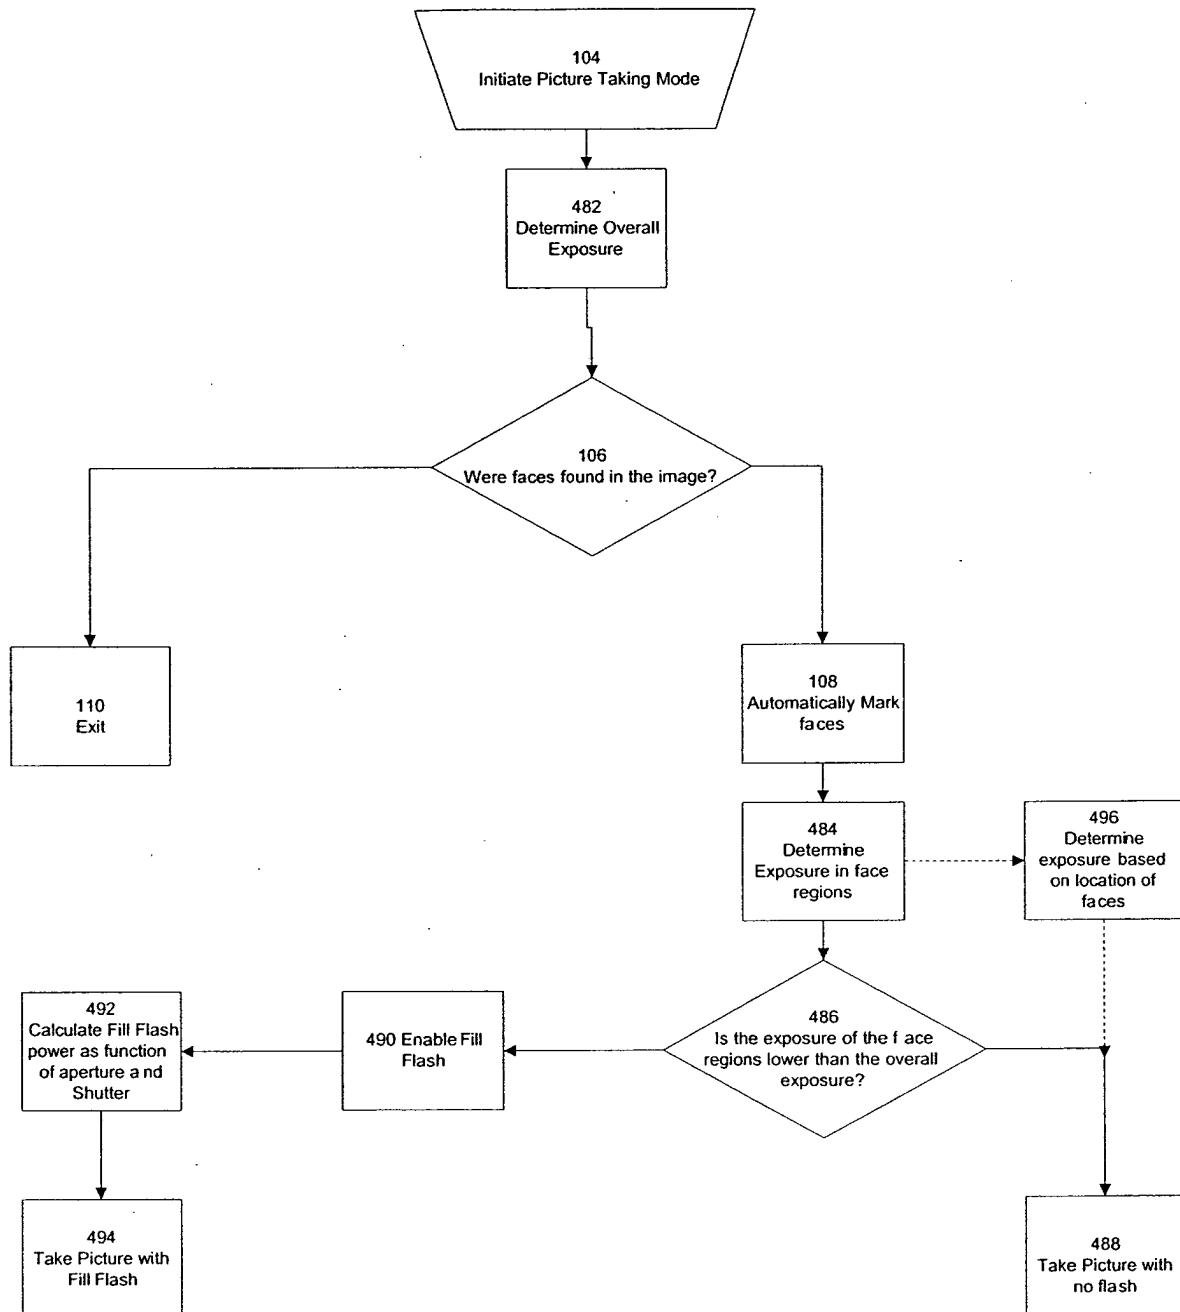 104
Initiate Picture Taking Mode
482
Determine Overall
Exposure
106
Were faces found in the image?
110
Exit
108
Automatically Mark
faces
484
Determine
Exposure in face
regions
496
Determine
exposure based
on location of
faces
486
Is the exposure of the f ace
regions lower than the overall
exposure?
490 Enable Fill
Flash
492
Calculate Fill Flash
power as function
of aperture and
Shutter
494
Take Picture with
Fill Flash
488
Take Picture with
no flash